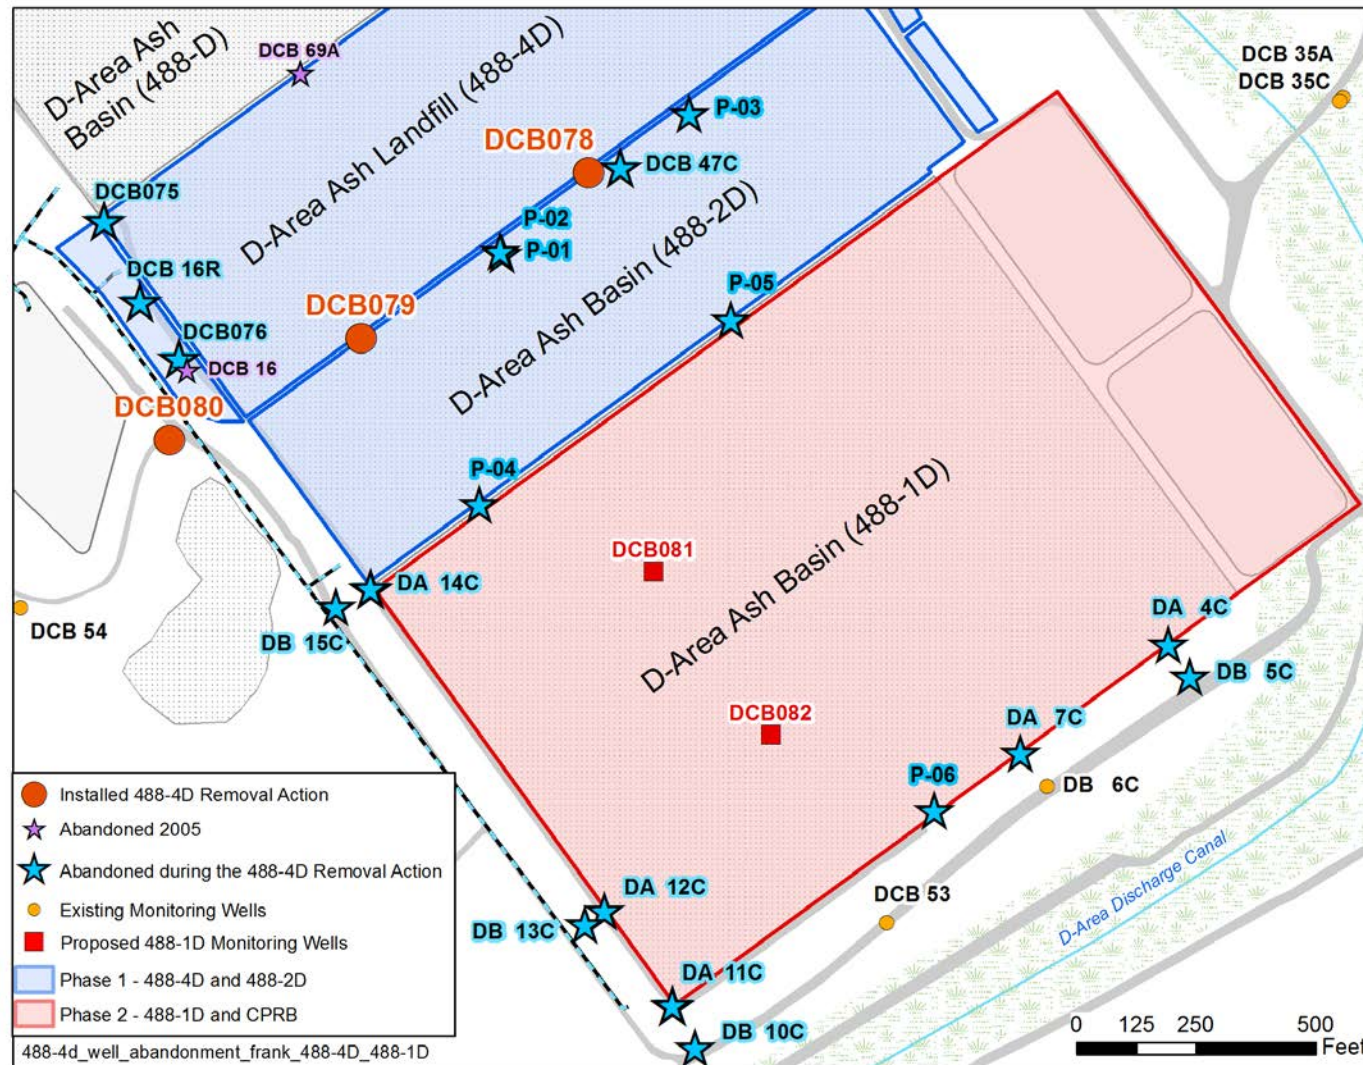 D-Area Ash
Basin (488-D)
DCB 69A
D-Area Ash Landfill (488-4D)
DCB 35A
DCB 35C
P-03
DCB078
DCB 47C
DCB075
P-02
P-01
D-Area Ash Basin (488-2D)
DCB 16R
P-05
DCB079
DCB076
DCB 16
DCB080
P-04
DCB081
D-Area Ash Basin (488-1D)
DA 14C
DB 15C
DCB 54
DA 4C
DB 5C
DCB082
DA 7C
P-06
DB 6C
DCB 53
D-Area Discharge Canal
DA 12C
DB 13C
DA 11C
DB 10C
Installed 488-4D Removal Action
Abandoned 2005
Abandoned during the 488-4D Removal Action
Existing Monitoring Wells
Proposed 488-1D Monitoring Wells
Phase 1 - 488-4D and 488-2D
Phase 2 - 488-1D and CPRB
488-4d_well_abandonment_frank_488-4D_488-1D
0 125 250 500
Feet